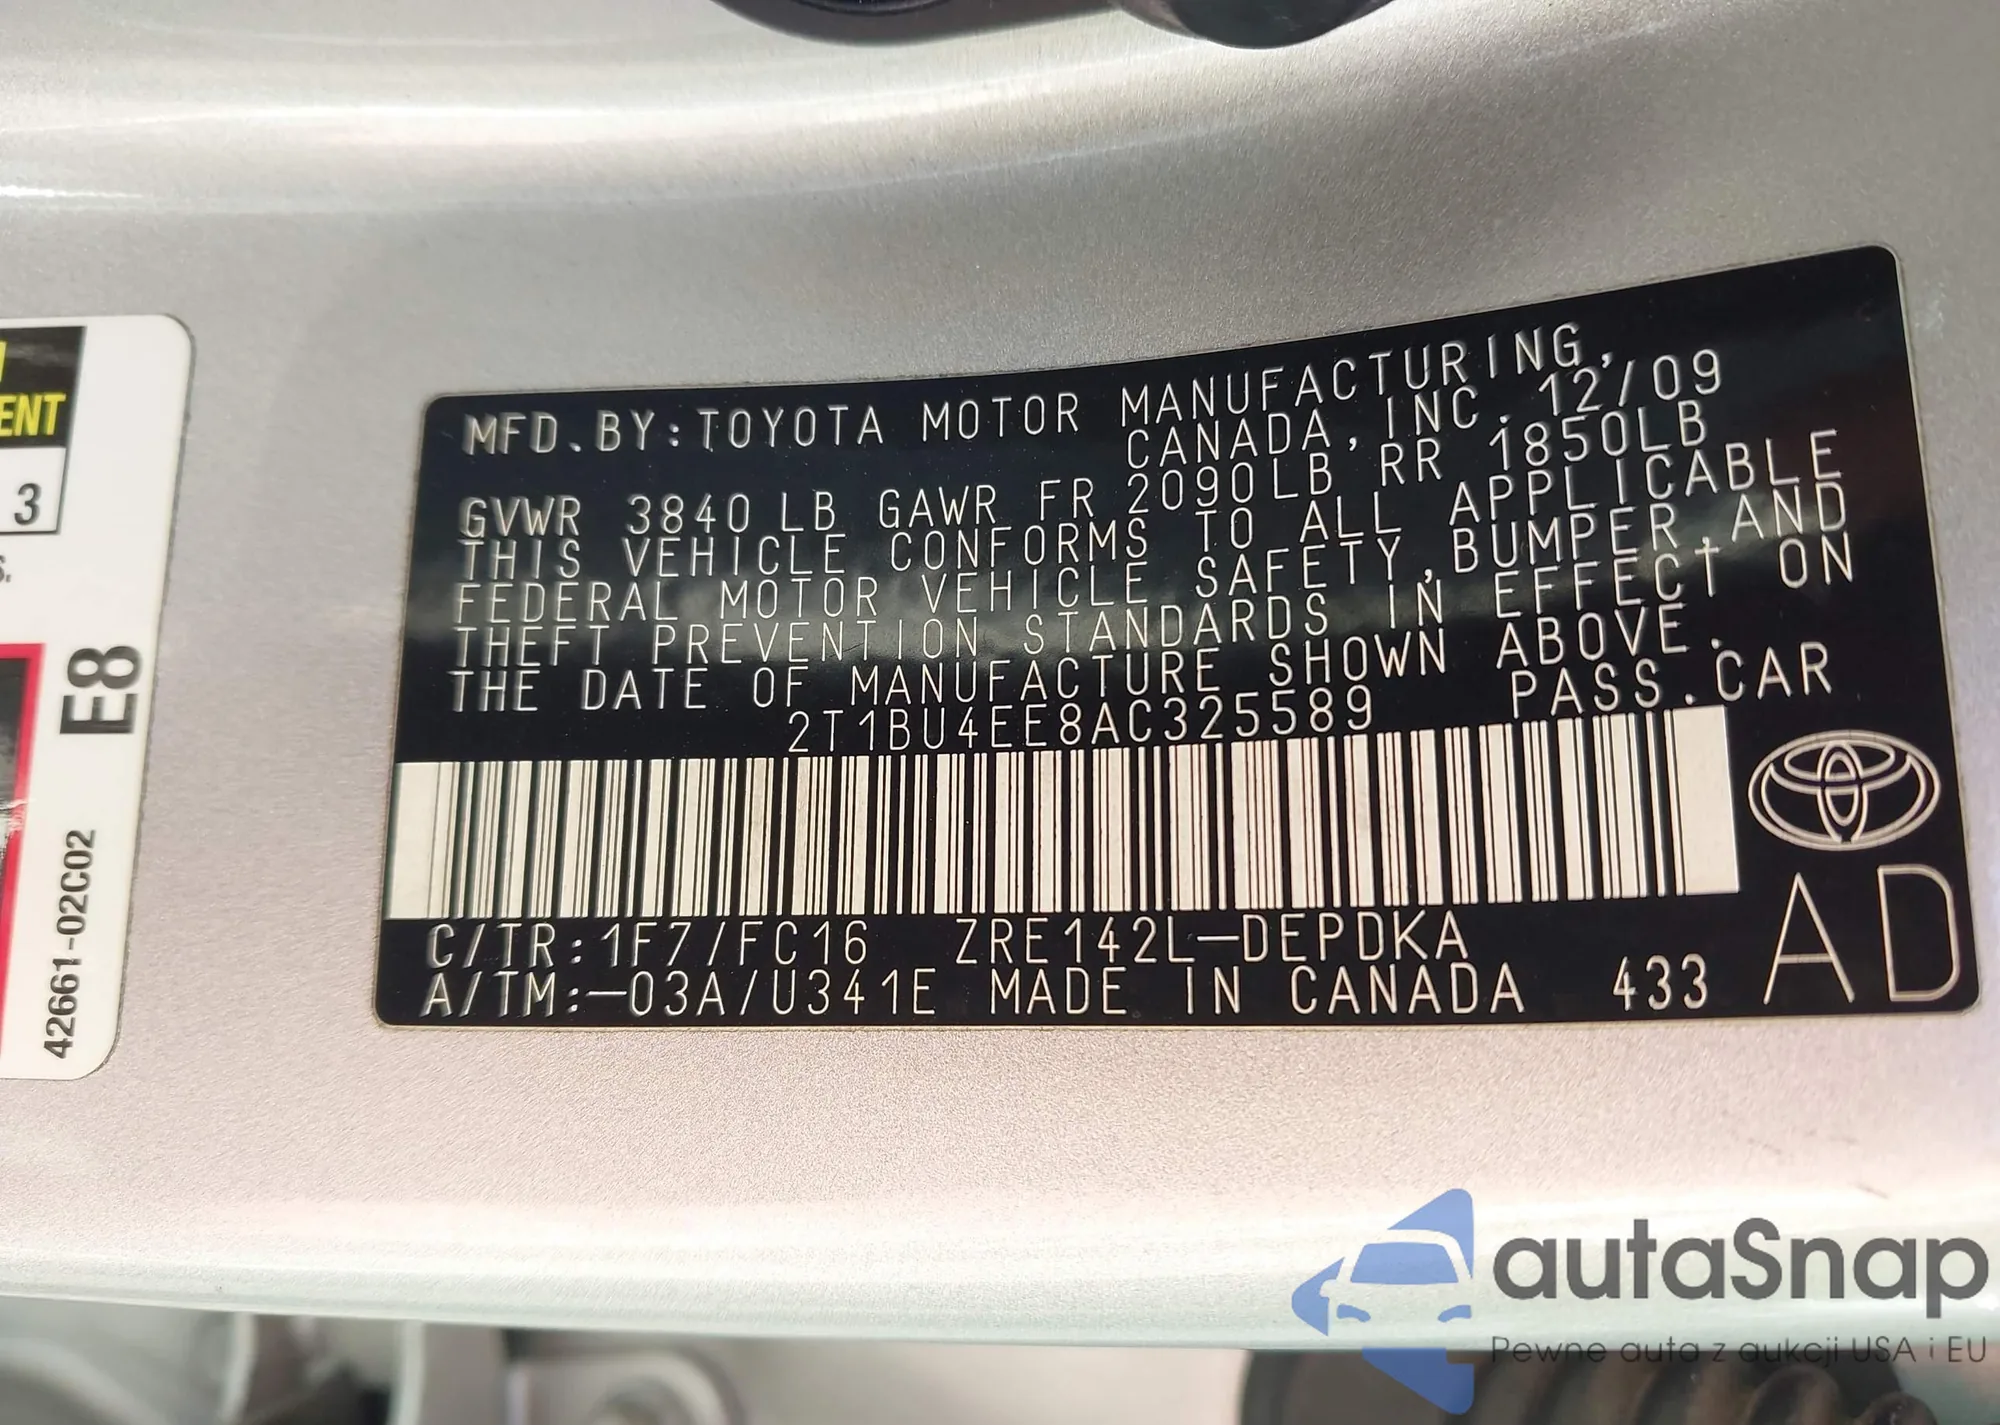 ENT
3
S.
E8
42661-02C02
MFD.BY:TOYOTA MOTOR MANUFACTURING,
CANADA, INC. 12/09
GVWR 3840LB GAWR FR 2090LB RR 1850LB
THIS VEHICLE CONFORMS TO ALL APPLICABLE
FEDERAL MOTOR VEHICLE SAFETY,BUMPER,AND
THEFT PREVENTION STANDARDS IN EFFECT ON
THE DATE OF MANUFACTURE SHOWN ABOVE.
2T1BU4EE8AC325589 PASS.CAR
C/TR:1F7/FC16 ZRE142L-DEPDKA
A/TM:-03A/U341E MADE IN CANADA 433
AD
autaSnap
Pewne auta z aukcji USA i EU